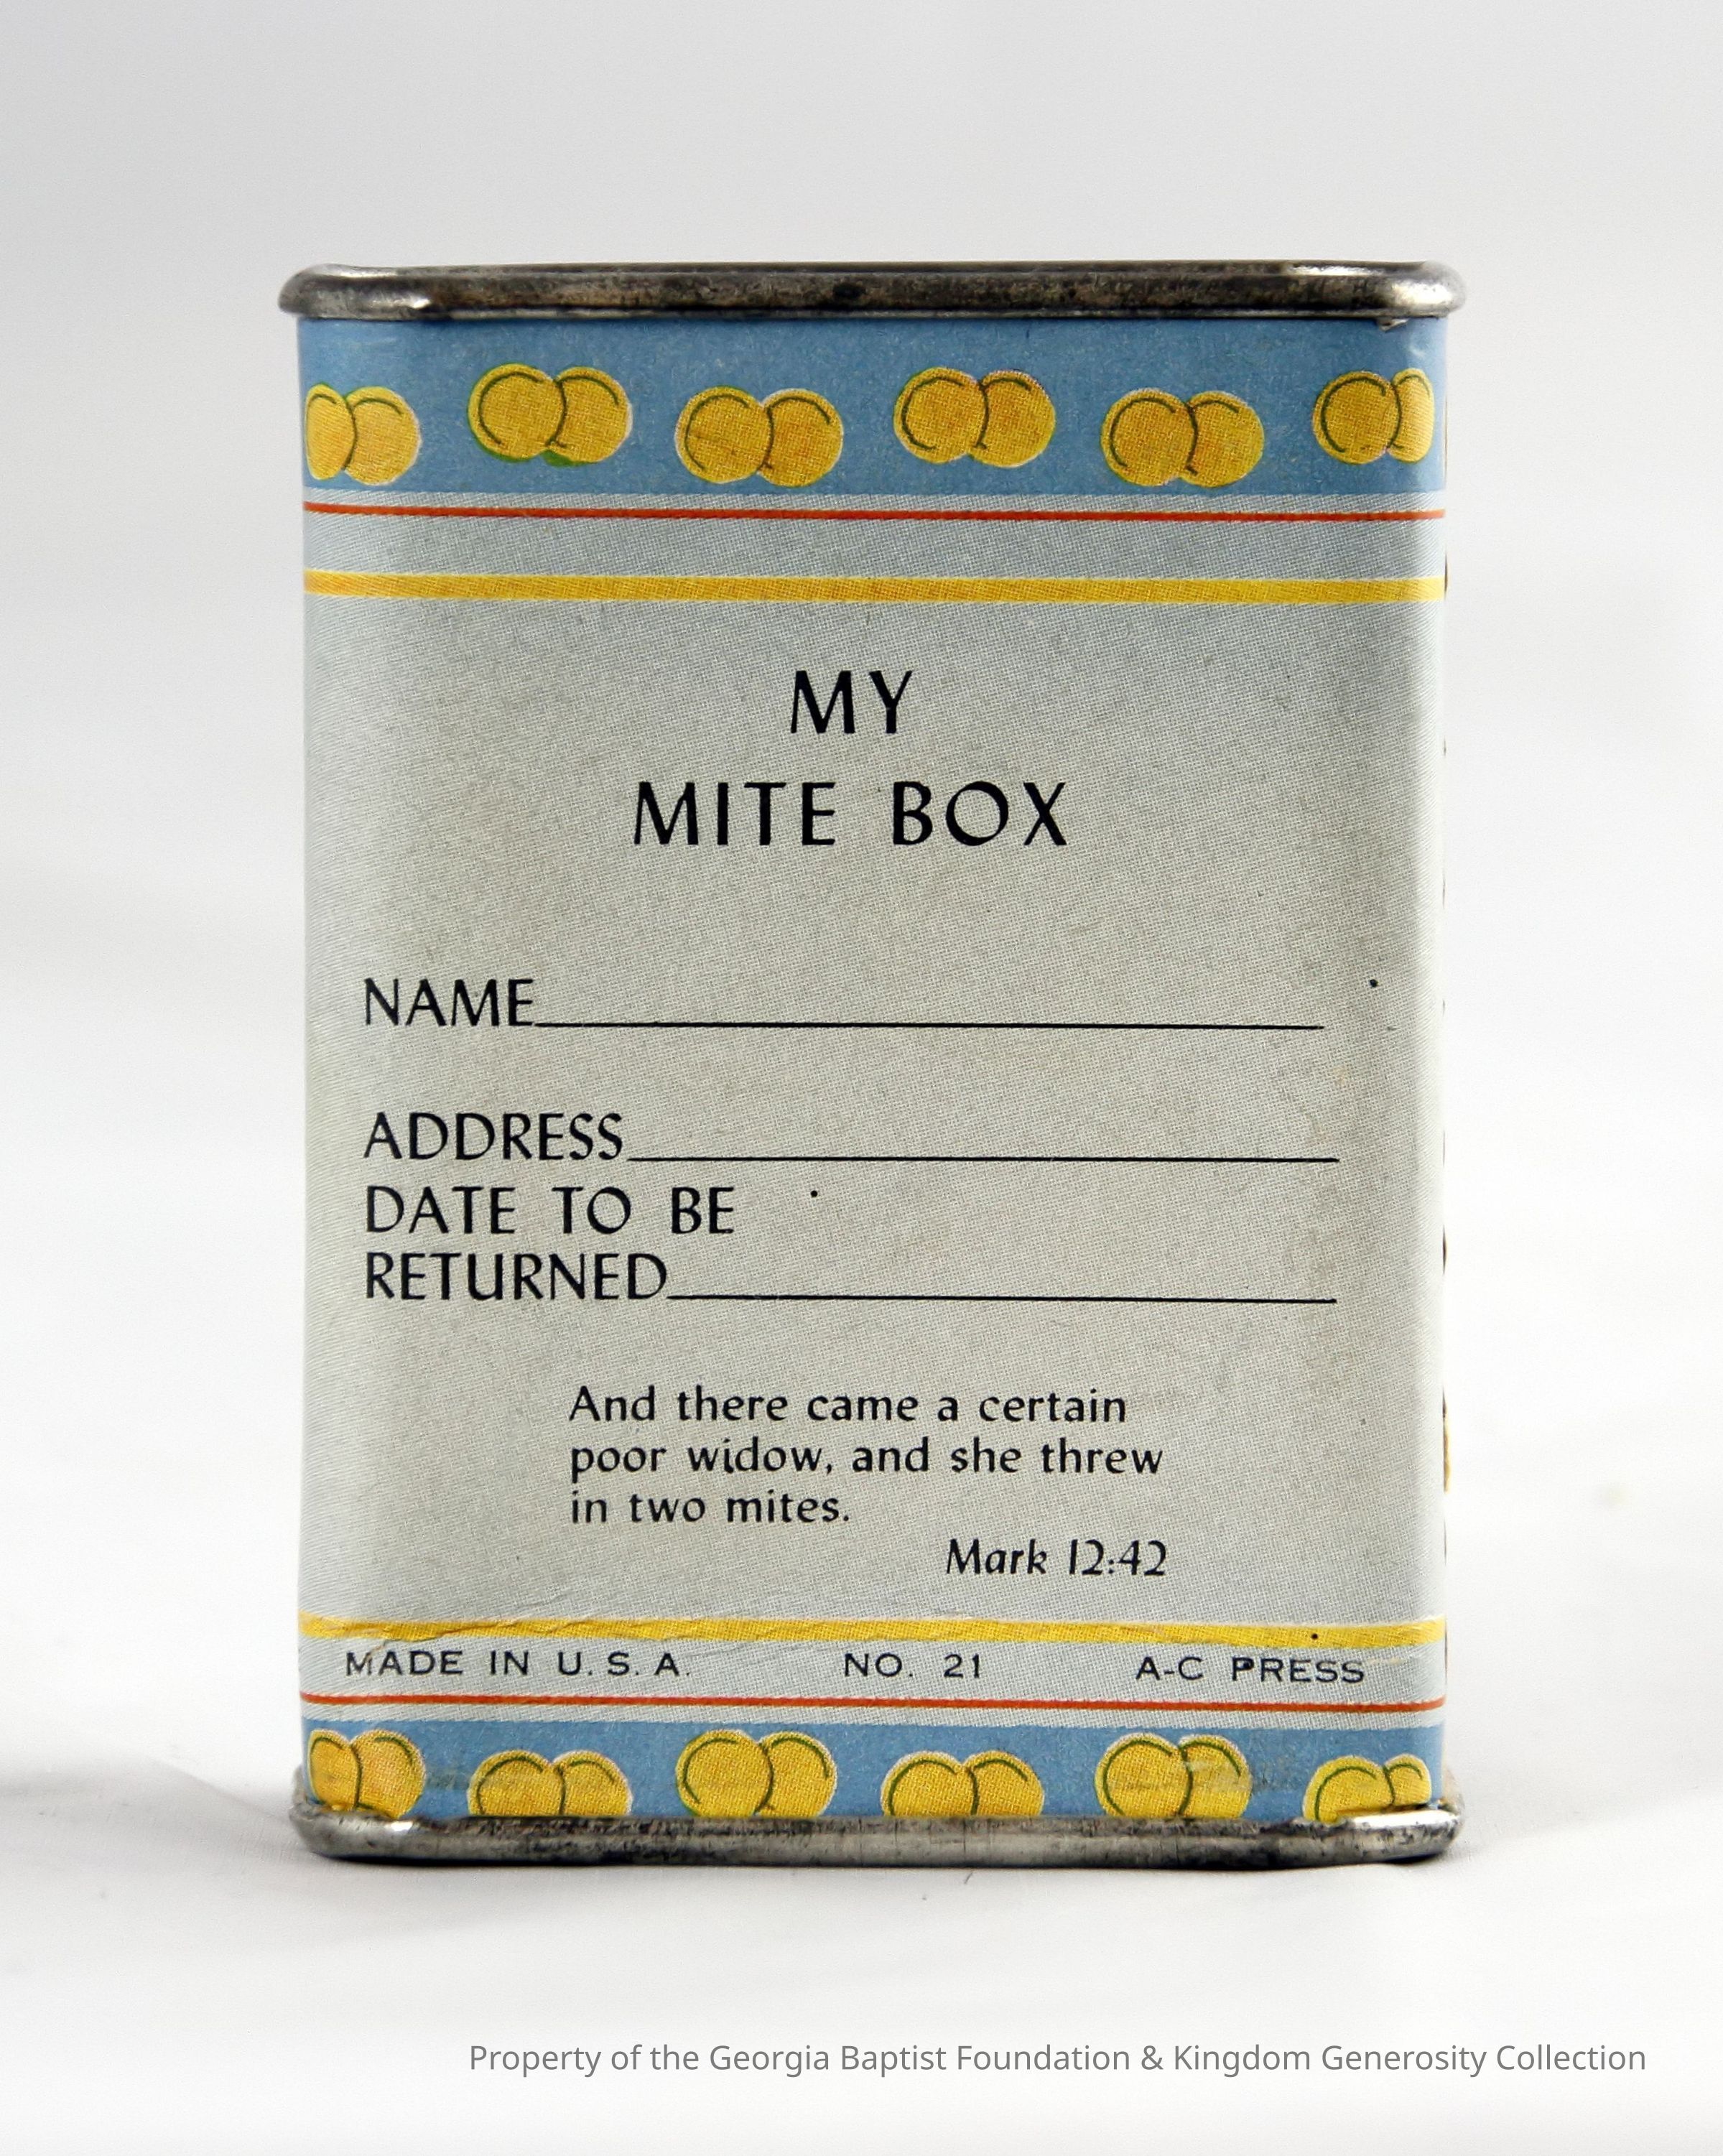 MY
MITE BOX
NAME
ADDRESS
DATE TO BE
RETURNED
And there came a certain
poor widow, and she threw
in two mites.
Mark 12:42
MADE IN U. S. A. NO. 21 A-C PRESS
Property of the Georgia Baptist Foundation & Kingdom Generosity Collection